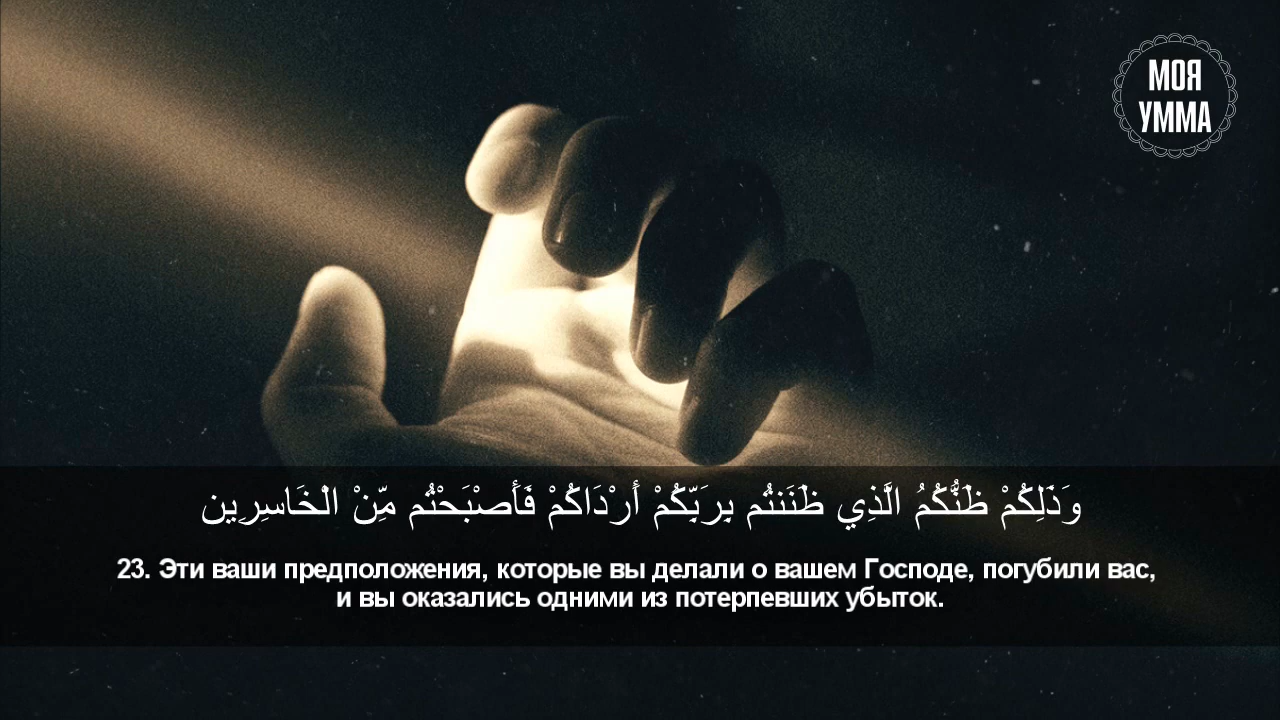 МОЯ
УММА
وَذَٰلِكُمْ ظَنُّكُمُ الَّذِي ظَنَنتُم بِرَبِّكُمْ أَرْدَاكُمْ فَأَصْبَحْتُم مِّنْ الْخَاسِرِين
23. Эти ваши предположения, которые вы делали о вашем Господе, погубили вас,
и вы оказались одними из потерпевших убыток.